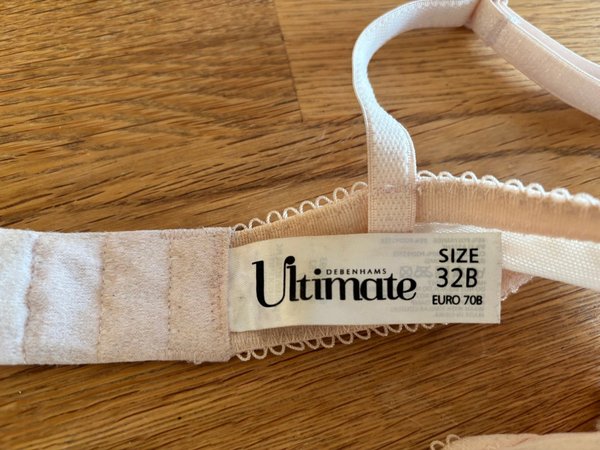 DEBENHAMS
Ultimate
SIZE
32B
EURO 70B